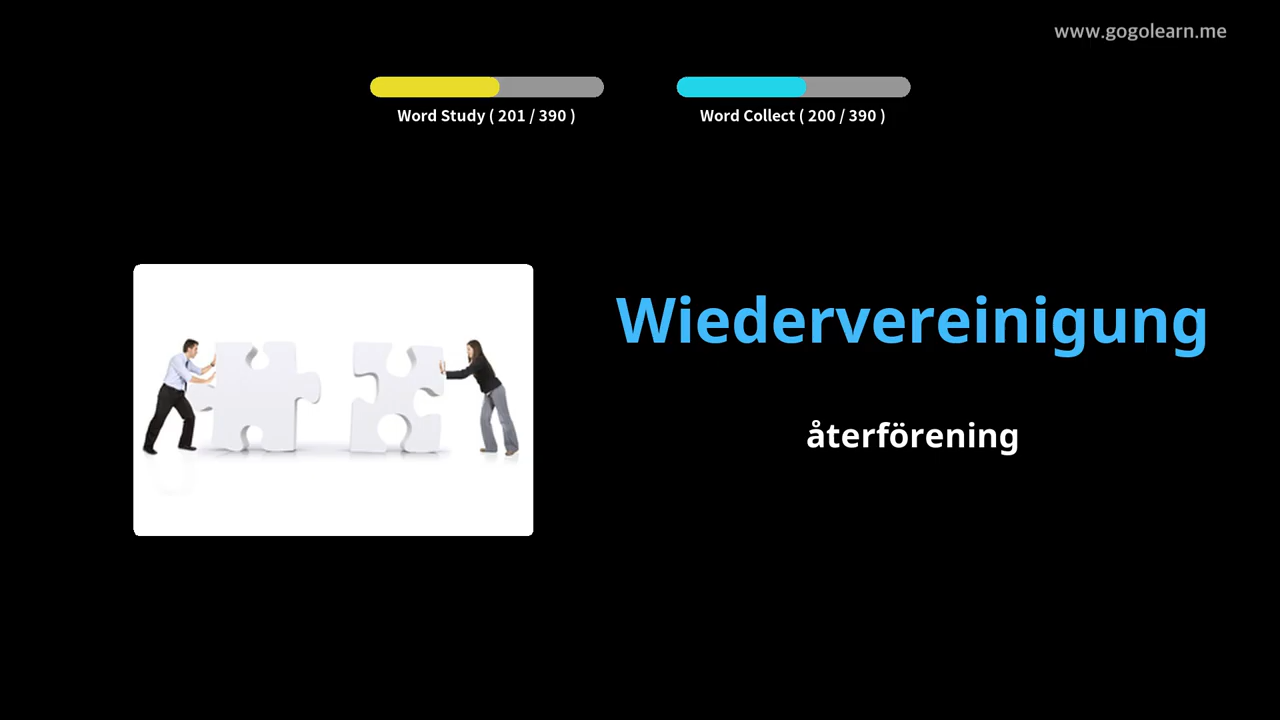 www.gogolearn.me
Word Study ( 201 / 390 )
Word Collect ( 200 / 390 )
Wiedervereinigung
återförening